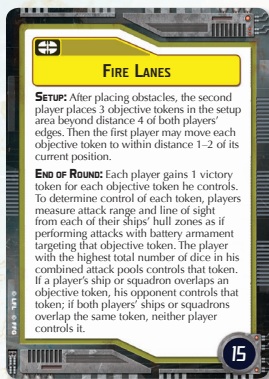 FIRE LANES
SETUP: After placing obstacles, the second
player places 3 objective tokens in the setup
area beyond distance 4 of both players'
edges. Then the first player may move each
objective token to within distance 1–2 of its
current position.
END OF ROUND: Each player gains 1 victory
token for each objective token he controls.
To determine control of each token, players
measure attack range and line of sight
from each of their ships' hull zones as if
performing attacks with battery armament
targeting that objective token. The player
with the highest total number of dice in his
combined attack pools controls that token.
If a player's ship or squadron overlaps an
objective token, his opponent controls that
token; if both players' ships or squadrons
overlap the same token, neither player
controls it.
© LFL © FFG
15